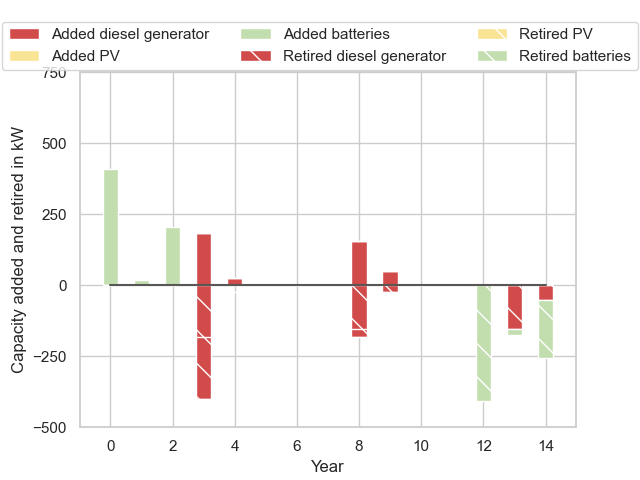 Added diesel generator
Added PV
Added batteries
Retired diesel generator
Retired PV
Retired batteries
750
500
250
0
−250
−500
Capacity added and retired in kW
0 2 4 6 8 10 12 14
Year